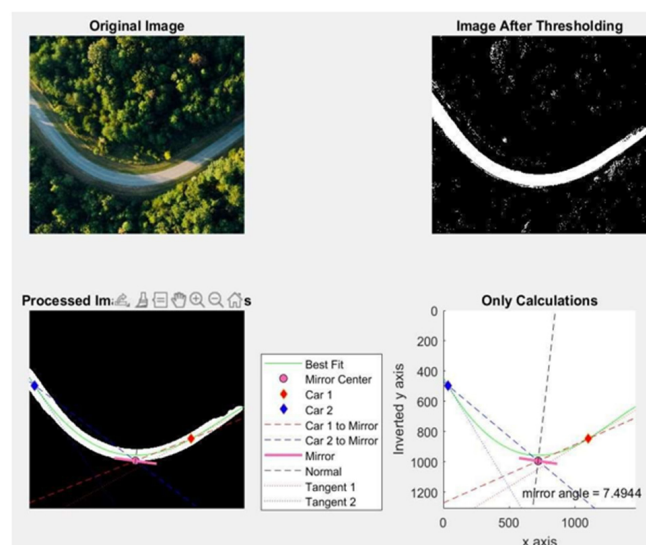 Original Image
Image After Thresholding
Processed Im
s
Only Calculations
Best Fit
Mirror Center
Car 1
Car 2
Car 1 to Mirror
Car 2 to Mirror
Mirror
Normal
Tangent 1
Tangent 2
Inverted y axis
0
200
400
600
800
1000
1200
mirror angle = 7.4944
0 500 1000
x axis